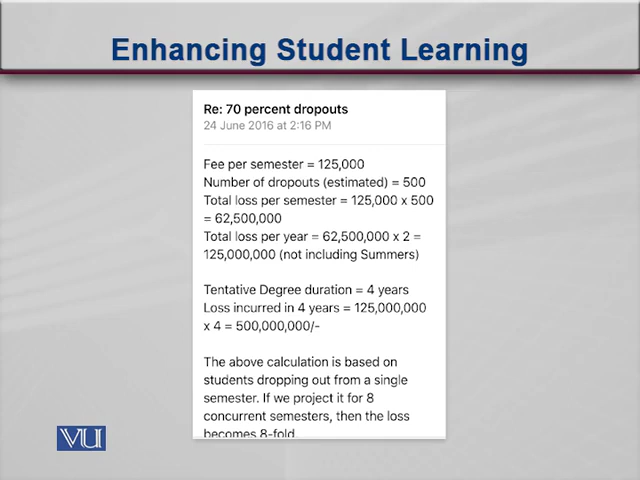 Enhancing Student Learning
Re: 70 percent dropouts
24 June 2016 at 2:16 PM
Fee per semester = 125,000
Number of dropouts (estimated) = 500
Total loss per semester = 125,000 x 500
= 62,500,000
Total loss per year = 62,500,000 x 2 =
125,000,000 (not including Summers)
Tentative Degree duration = 4 years
Loss incurred in 4 years = 125,000,000
x 4 = 500,000,000/-
The above calculation is based on
students dropping out from a single
semester. If we project it for 8
concurrent semesters, then the loss
becomes 8-fold.
VU